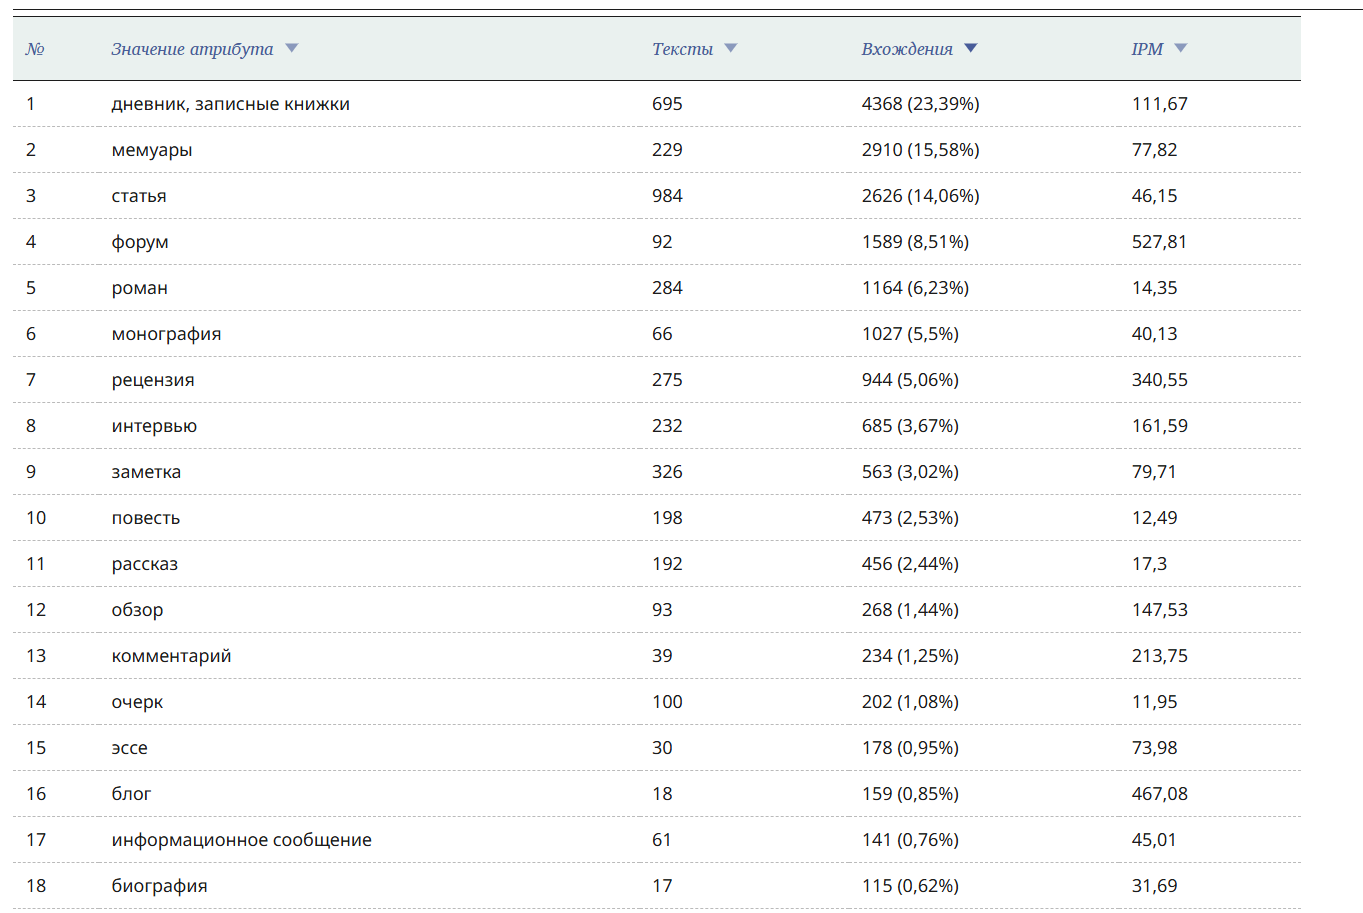 № Значение атрибута Тексты Вхождения IPM
1 дневник, записные книжки 695 4368 (23,39%) 111,67
2 мемуары 229 2910 (15,58%) 77,82
3 статья 984 2626 (14,06%) 46,15
4 форум 92 1589 (8,51%) 527,81
5 роман 284 1164 (6,23%) 14,35
6 монография 66 1027 (5,5%) 40,13
7 рецензия 275 944 (5,06%) 340,55
8 интервью 232 685 (3,67%) 161,59
9 заметка 326 563 (3,02%) 79,71
10 повесть 198 473 (2,53%) 12,49
11 рассказ 192 456 (2,44%) 17,3
12 обзор 93 268 (1,44%) 147,53
13 комментарий 39 234 (1,25%) 213,75
14 очерк 100 202 (1,08%) 11,95
15 эссе 30 178 (0,95%) 73,98
16 блог 18 159 (0,85%) 467,08
17 информационное сообщение 61 141 (0,76%) 45,01
18 биография 17 115 (0,62%) 31,69